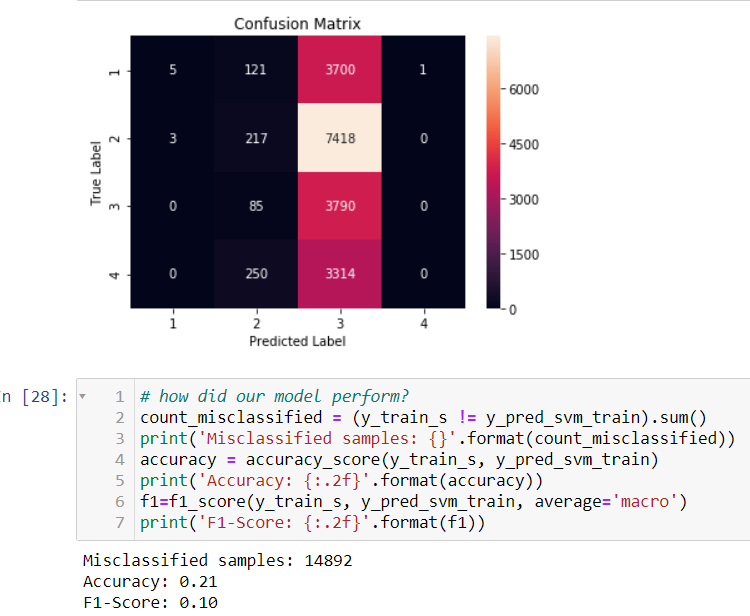 Confusion Matrix
1 5 121 3700 1
2 3 217 7418 0
3 0 85 3790 0
4 0 250 3314 0
True Label
1 2 3 4
Predicted Label
6000
4500
3000
1500
0
n [28]:
1 # how did our model perform?
2 count_misclassified = (y_train_s != y_pred_svm_train).sum()
3 print('Misclassified samples: {}'.format(count_misclassified))
4 accuracy = accuracy_score(y_train_s, y_pred_svm_train)
5 print('Accuracy: {:.2f}'.format(accuracy))
6 f1=f1_score(y_train_s, y_pred_svm_train, average='macro')
7 print('F1-Score: {:.2f}'.format(f1))
Misclassified samples: 14892
Accuracy: 0.21
F1-Score: 0.10